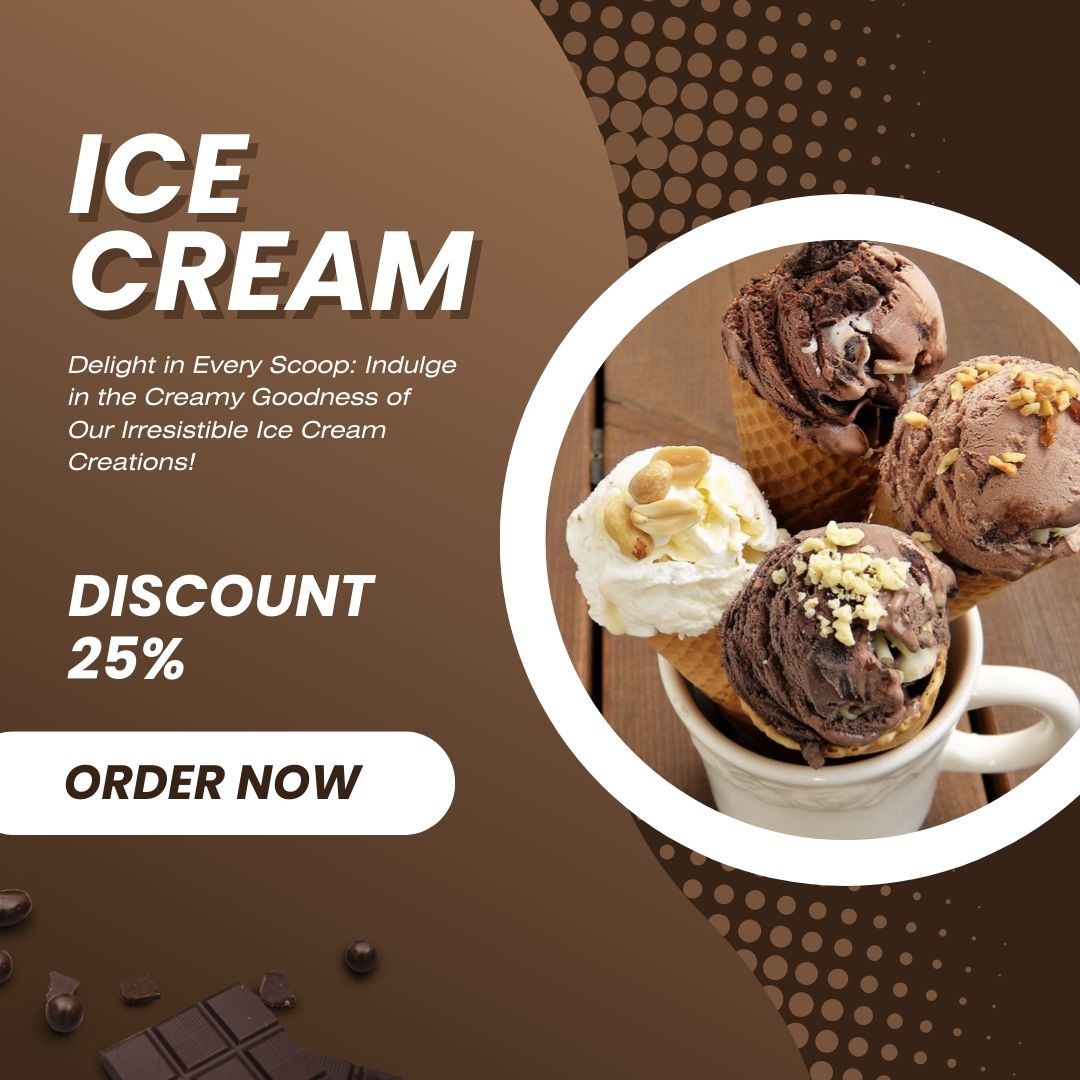 ICE
CREAM
Delight in Every Scoop: Indulge
in the Creamy Goodness of
Our Irresistible Ice Cream
Creations!
DISCOUNT
25%
ORDER NOW